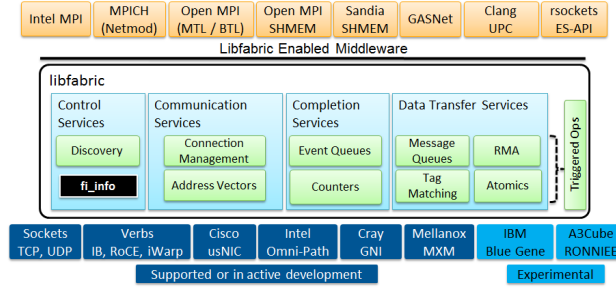 Intel MPI
MPICH
(Netmod)
Open MPI
(MTL / BTL)
Open MPI
SHMEM
Sandia
SHMEM
GASNet
Clang
UPC
rsockets
ES-API
Libfabric Enabled Middleware
libfabric
Control
Services
Discovery
fi_info
Communication
Services
Connection
Management
Address Vectors
Completion
Services
Event Queues
Counters
Data Transfer Services
Message
Queues
RMA
Tag
Matching
Atomics
Triggered Ops
Sockets
TCP, UDP
Verbs
IB, RoCE, iWarp
Cisco
usNIC
Intel
Omni-Path
Cray
GNI
Mellanox
MXM
IBM
Blue Gene
A3Cube
RONNIEE
Supported or in active development
Experimental